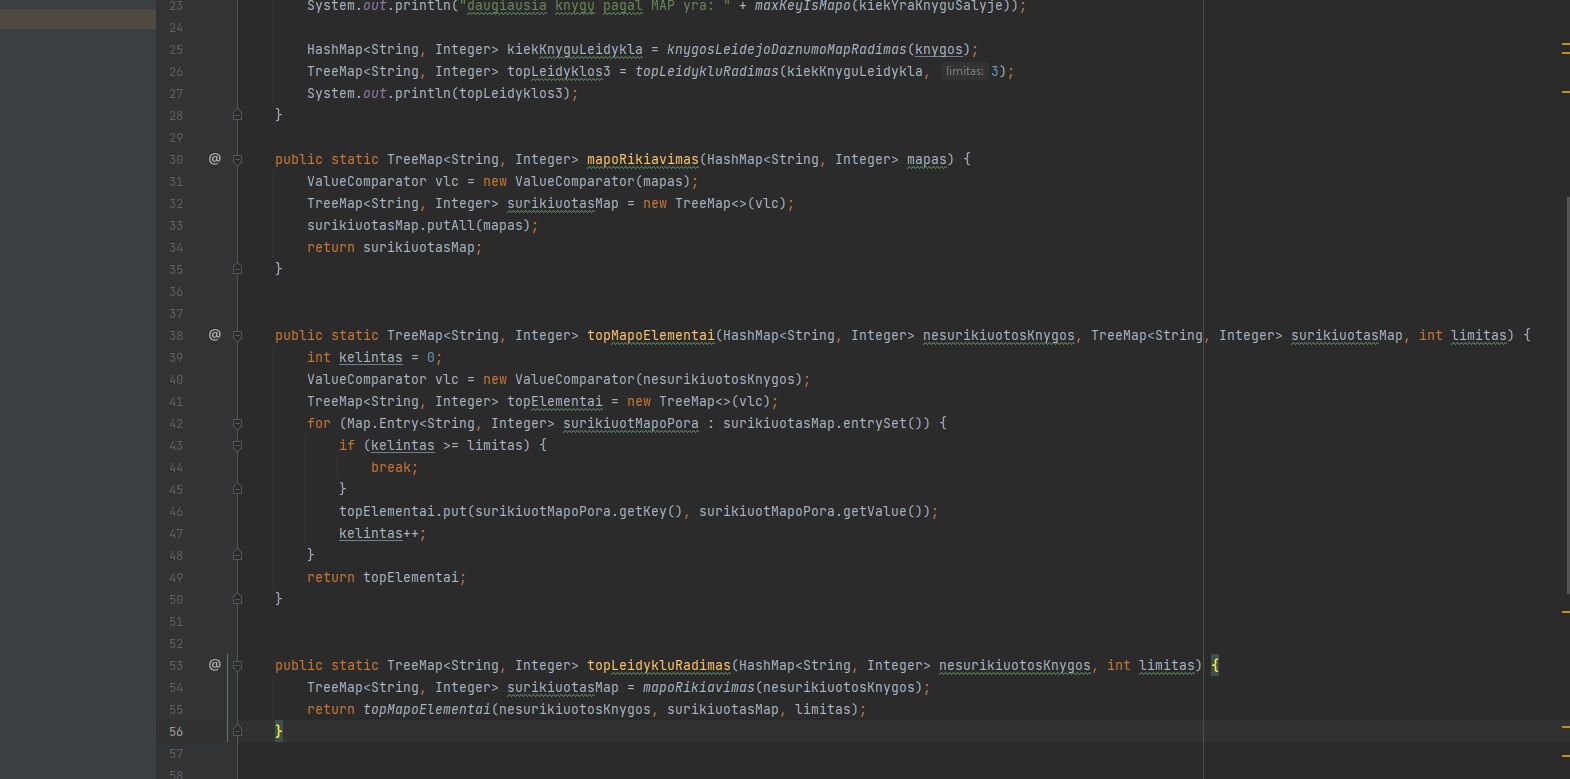 23 System.out.println("daugiausia knygų pagal MAP yra: " + maxKeyIsMapo(kiekYraKnyguSalyje));
24
25 HashMap<String, Integer> kiekKnyguLeidykla = knygosLeidejoDaznumoMapRadimas(knygos);
26 TreeMap<String, Integer> topLeidyklos3 = topLeidykluRadimas(kiekKnyguLeidykla, limitas: 3);
27 System.out.println(topLeidyklos3);
28 }
29
30 @ public static TreeMap<String, Integer> mapoRikiavimas(HashMap<String, Integer> mapas) {
31 ValueComparator vlc = new ValueComparator(mapas);
32 TreeMap<String, Integer> surikiuotasMap = new TreeMap<>(vlc);
33 surikiuotasMap.putAll(mapas);
34 return surikiuotasMap;
35 }
36
37
38 @ public static TreeMap<String, Integer> topMapoElementai(HashMap<String, Integer> nesurikiuotosKnygos, TreeMap<String, Integer> surikiuotasMap, int limitas) {
39 int kelintas = 0;
40 ValueComparator vlc = new ValueComparator(nesurikiuotosKnygos);
41 TreeMap<String, Integer> topElementai = new TreeMap<>(vlc);
42 for (Map.Entry<String, Integer> surikiuotMapoPora : surikiuotasMap.entrySet()) {
43 if (kelintas >= limitas) {
44 break;
45 }
46 topElementai.put(surikiuotMapoPora.getKey(), surikiuotMapoPora.getValue());
47 kelintas++;
48 }
49 return topElementai;
50 }
51
52
53 @ public static TreeMap<String, Integer> topLeidykluRadimas(HashMap<String, Integer> nesurikiuotosKnygos, int limitas) {
54 TreeMap<String, Integer> surikiuotasMap = mapoRikiavimas(nesurikiuotosKnygos);
55 return topMapoElementai(nesurikiuotosKnygos, surikiuotasMap, limitas);
56 }
57
58